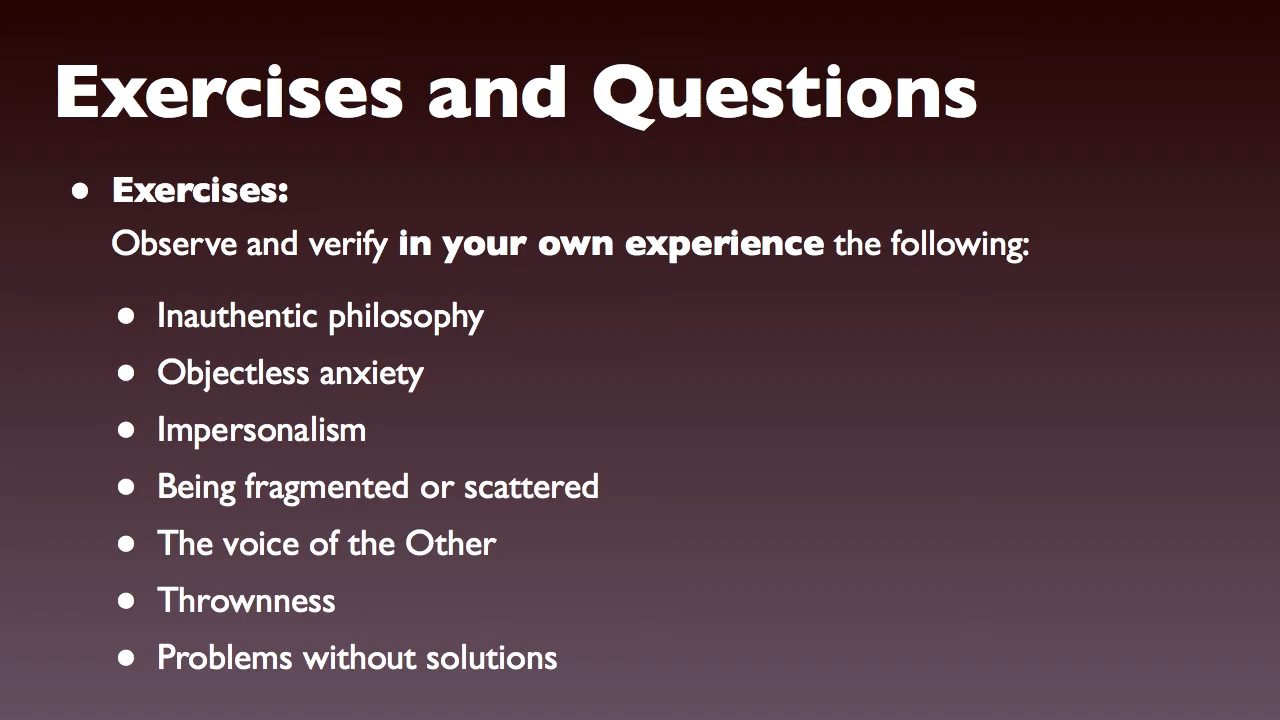 Exercises and Questions
● Exercises:
Observe and verify in your own experience the following:
● Inauthentic philosophy
● Objectless anxiety
● Impersonalism
● Being fragmented or scattered
● The voice of the Other
● Thrownness
● Problems without solutions